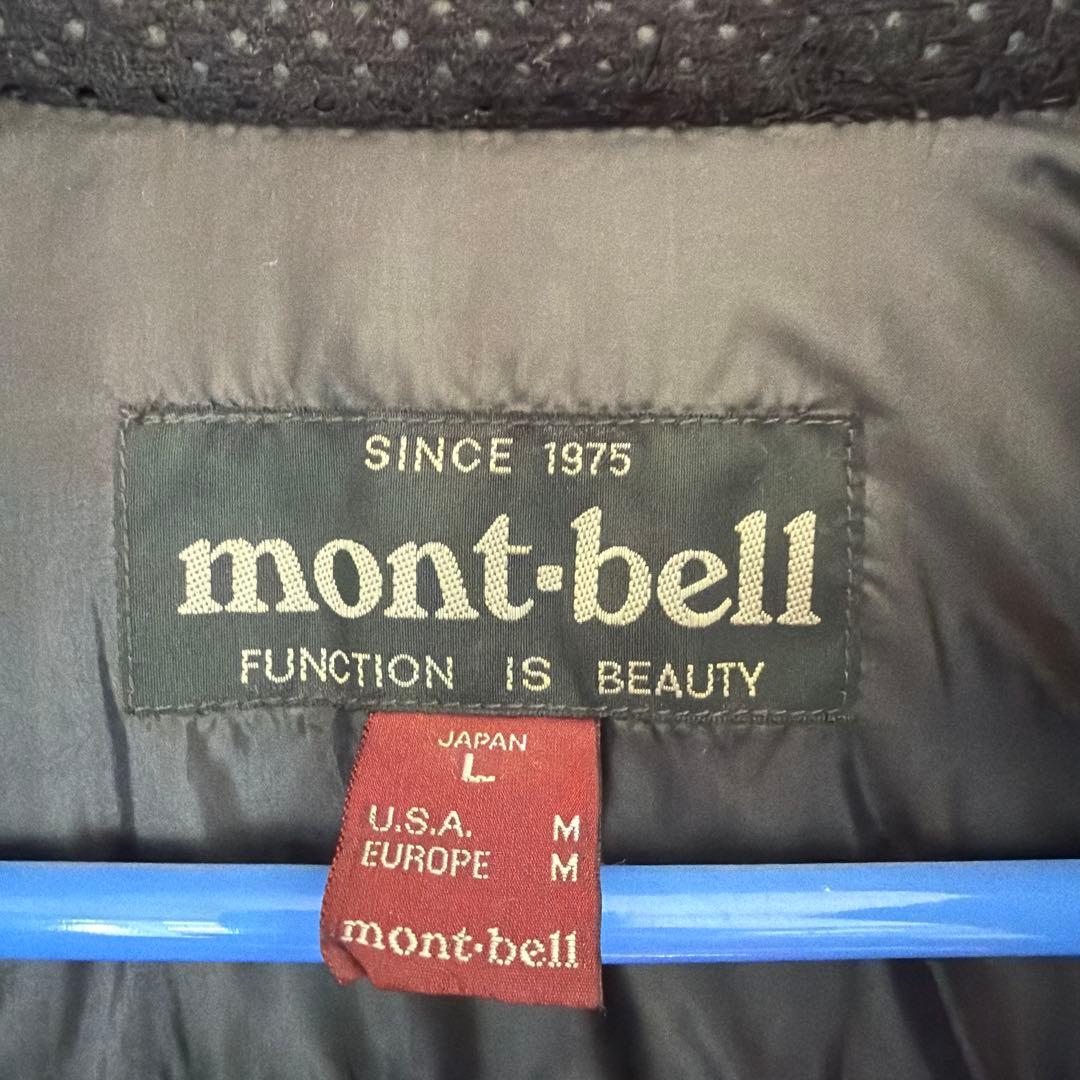 SINCE 1975
mont·bell
FUNCTION IS BEAUTY
JAPAN
L
U.S.A. M
EUROPE M
mont·bell